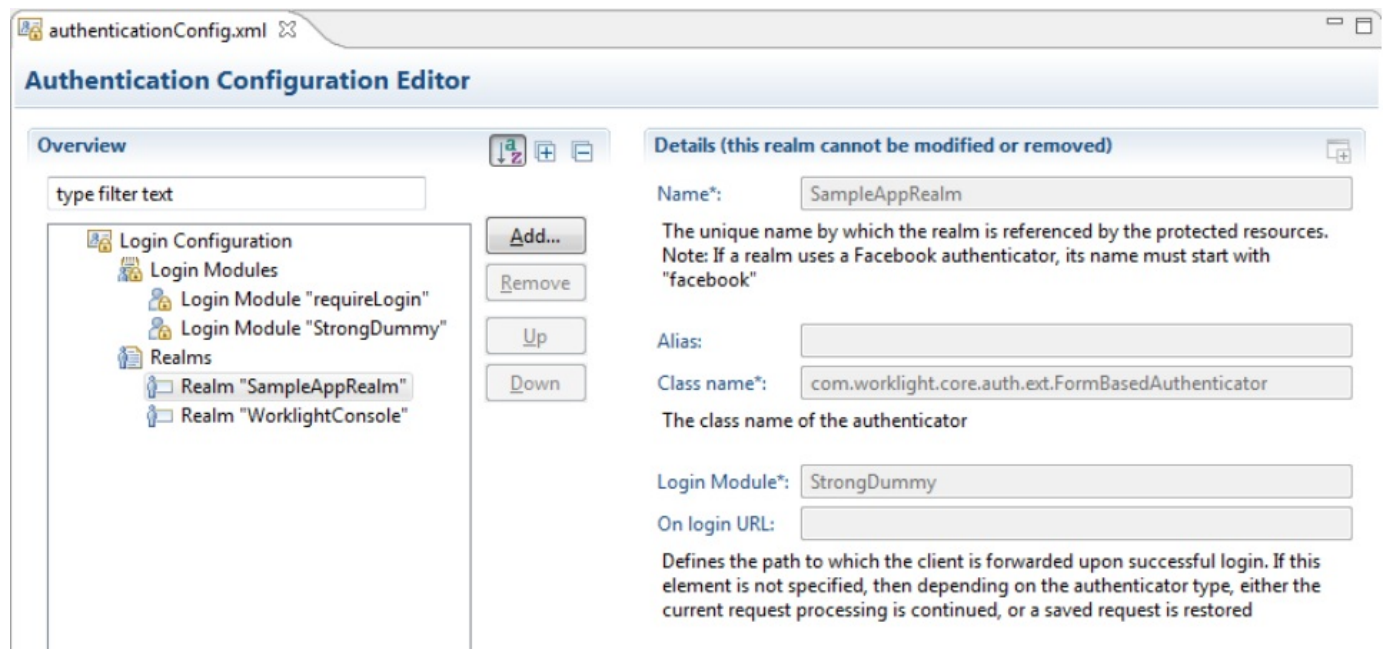 authenticationConfig.xml
Authentication Configuration Editor
Overview
type filter text
Login Configuration
Login Modules
Login Module "requireLogin"
Login Module "StrongDummy"
Realms
Realm "SampleAppRealm"
Realm "WorklightConsole"
Add...
Remove
Up
Down
Details (this realm cannot be modified or removed)
Name*: SampleAppRealm
The unique name by which the realm is referenced by the protected resources.
Note: If a realm uses a Facebook authenticator, its name must start with
"facebook"
Alias:
Class name*: com.worklight.core.auth.ext.FormBasedAuthenticator
The class name of the authenticator
Login Module*: StrongDummy
On login URL:
Defines the path to which the client is forwarded upon successful login. If this
element is not specified, then depending on the authenticator type, either the
current request processing is continued, or a saved request is restored